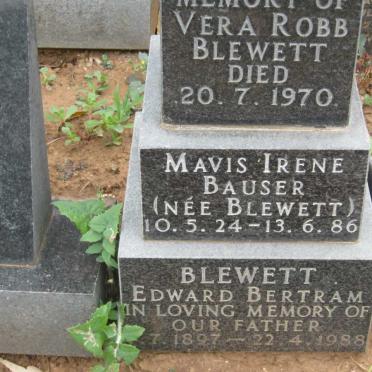 MEMORY OF
VERA ROBB
BLEWETT
DIED
20. 7. 1970.
MAVIS IRENE
BAUSER
(NÉE BLEWETT)
10. 5. 24 – 13. 6. 86
BLEWETT
EDWARD BERTRAM
IN LOVING MEMORY OF
OUR FATHER
7. 1897 – 22. 4. 1988